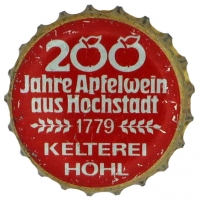 200
Jahre Apfelwein
aus Hochstadt
1779
KELTEREI
HÖHL